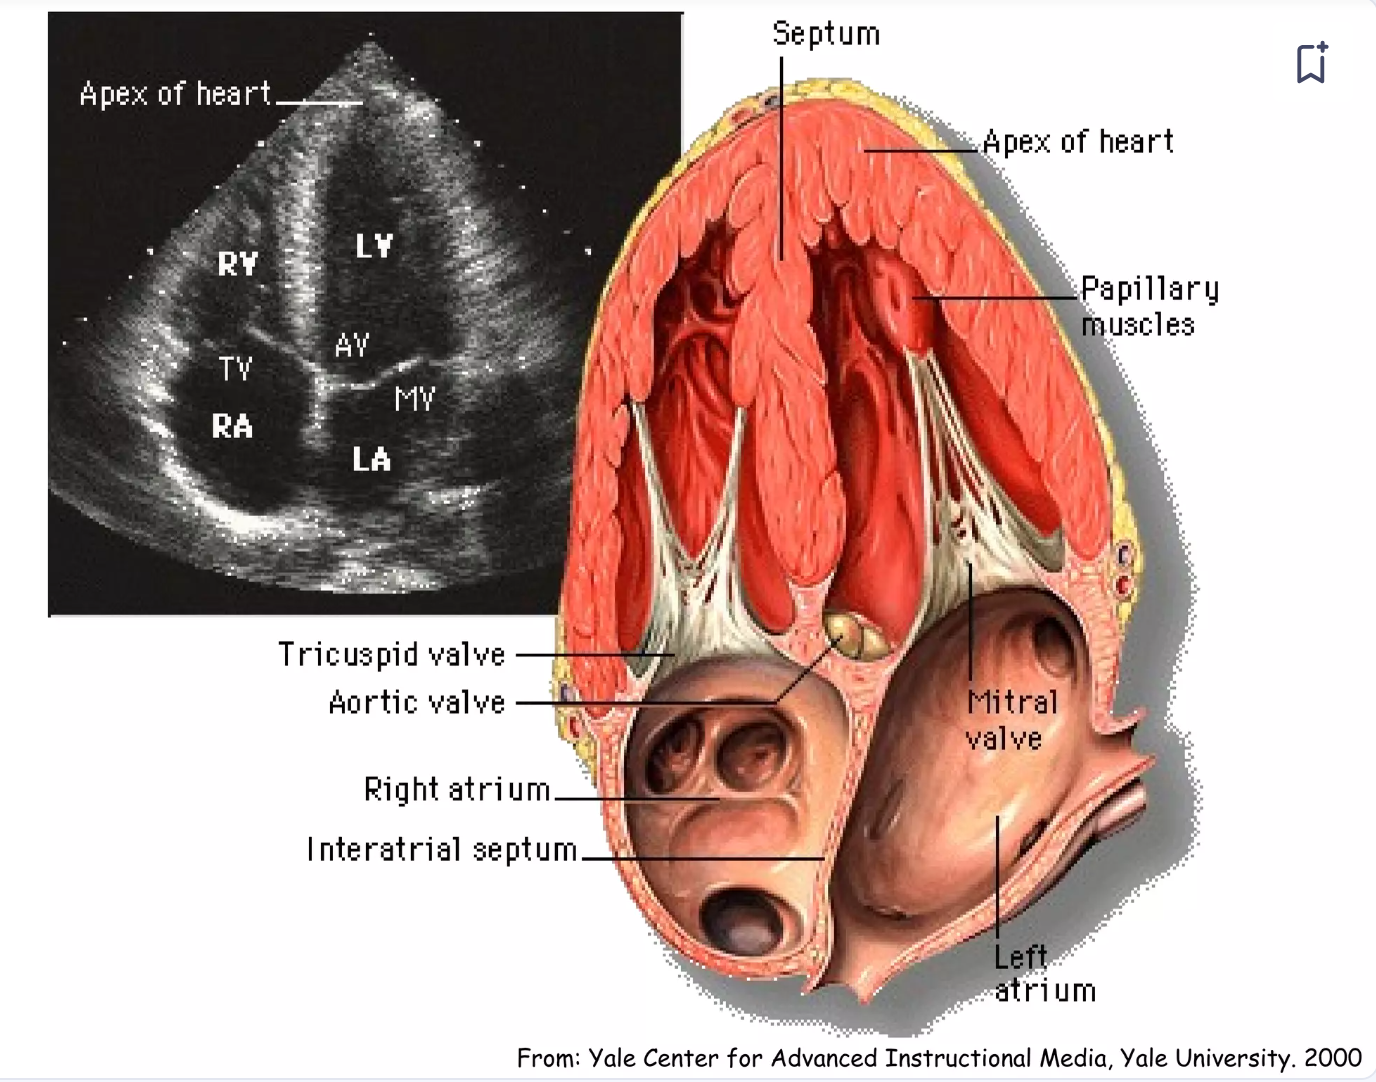 Septum
Apex of heart
Apex of heart
RV
LV
Papillary
muscles
AV
TV
MV
RA
LA
Tricuspid valve
Aortic valve
Mitral
valve
Right atrium
Interatrial septum
Left
atrium
From: Yale Center for Advanced Instructional Media, Yale University. 2000